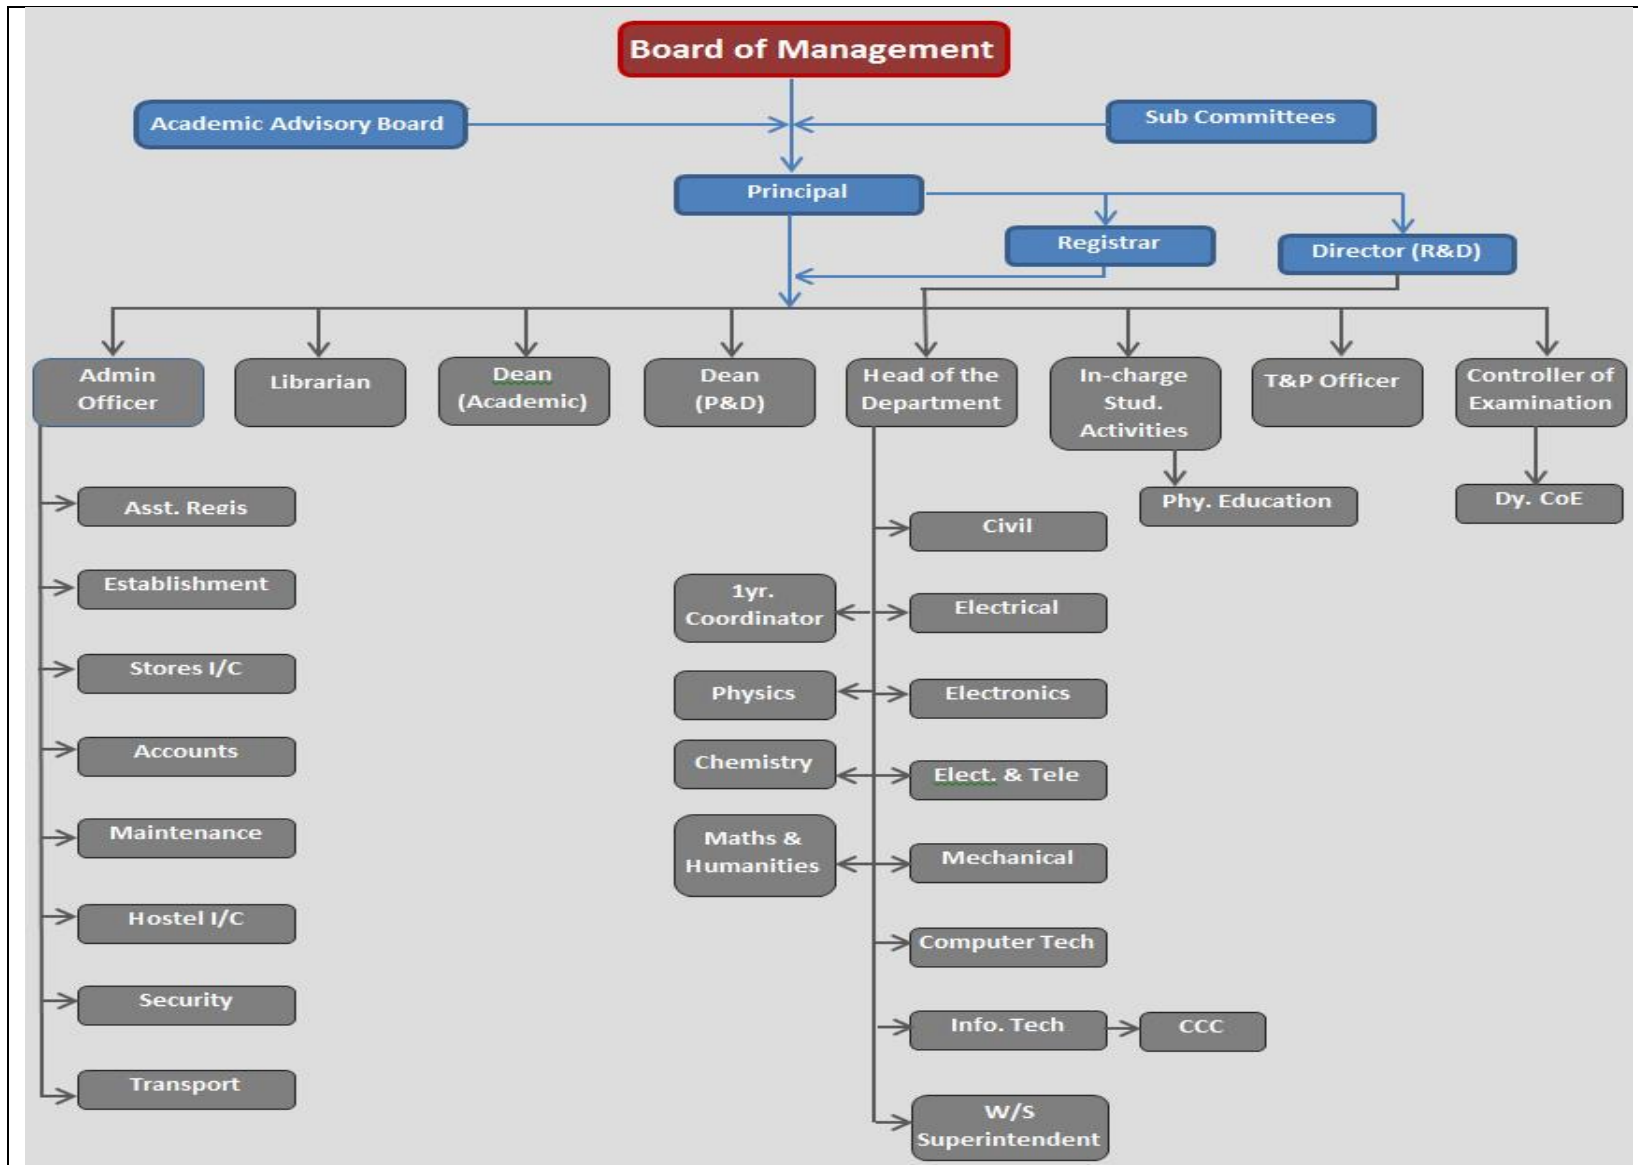 Board of Management
Academic Advisory Board
Sub Committees
Principal
Registrar
Director (R&D)
Admin
Officer
Librarian
Dean
(Academic)
Dean
(P&D)
Head of the
Department
In-charge
Stud.
Activities
T&P Officer
Controller of
Examination
Asst. Regis
Establishment
Stores I/C
Accounts
Maintenance
Hostel I/C
Security
Transport
1yr.
Coordinator
Physics
Chemistry
Maths &
Humanities
Civil
Electrical
Electronics
Elect. & Tele
Mechanical
Computer Tech
Info. Tech
CCC
W/S
Superintendent
Phy. Education
Dy. CoE